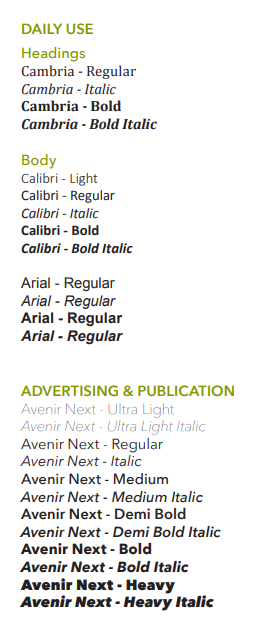 DAILY USE
Headings
Cambria - Regular
Cambria - Italic
Cambria - Bold
Cambria - Bold Italic
Body
Calibri - Light
Calibri - Regular
Calibri - Italic
Calibri - Bold
Calibri - Bold Italic
Arial - Regular
Arial - Regular
Arial - Regular
Arial - Regular
ADVERTISING & PUBLICATION
Avenir Next - Ultra Light
Avenir Next - Ultra Light Italic
Avenir Next - Regular
Avenir Next - Italic
Avenir Next - Medium
Avenir Next - Medium Italic
Avenir Next - Demi Bold
Avenir Next - Demi Bold Italic
Avenir Next - Bold
Avenir Next - Bold Italic
Avenir Next - Heavy
Avenir Next - Heavy Italic